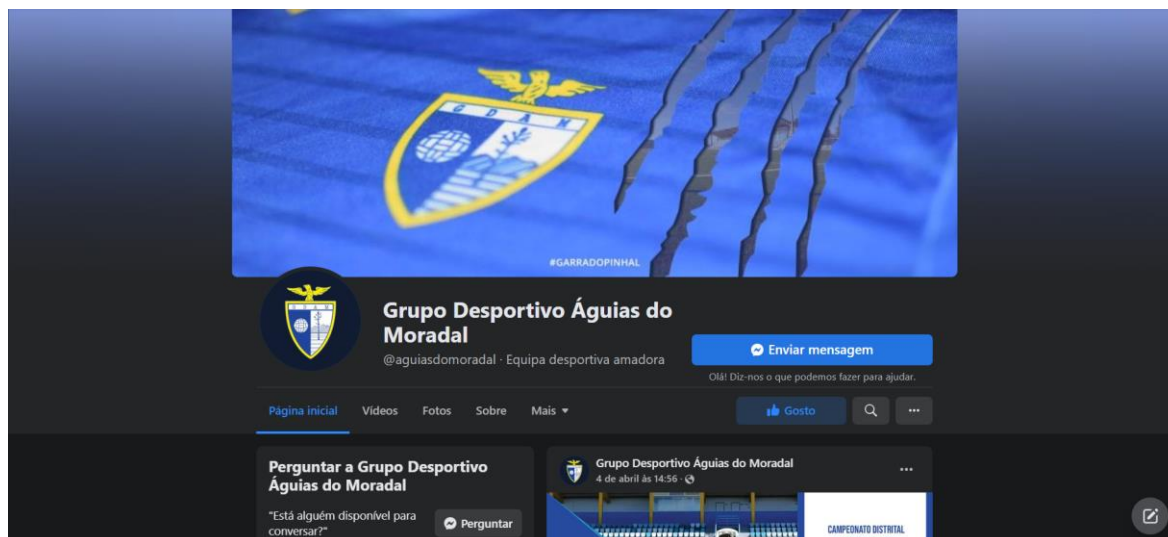 G D A M
#GARRADOPINHAL
Grupo Desportivo Águias do
Moradal
@aguiasdomoradal · Equipa desportiva amadora
Enviar mensagem
Olá! Diz-nos o que podemos fazer para ajudar.
Página inicial
Vídeos
Fotos
Sobre
Mais
Gosto
Perguntar a Grupo Desportivo
Águias do Moradal
"Está alguém disponível para
conversar?"
Perguntar
Grupo Desportivo Águias do Moradal
4 de abril às 14:56 ·
CAMPEONATO DISTRITAL